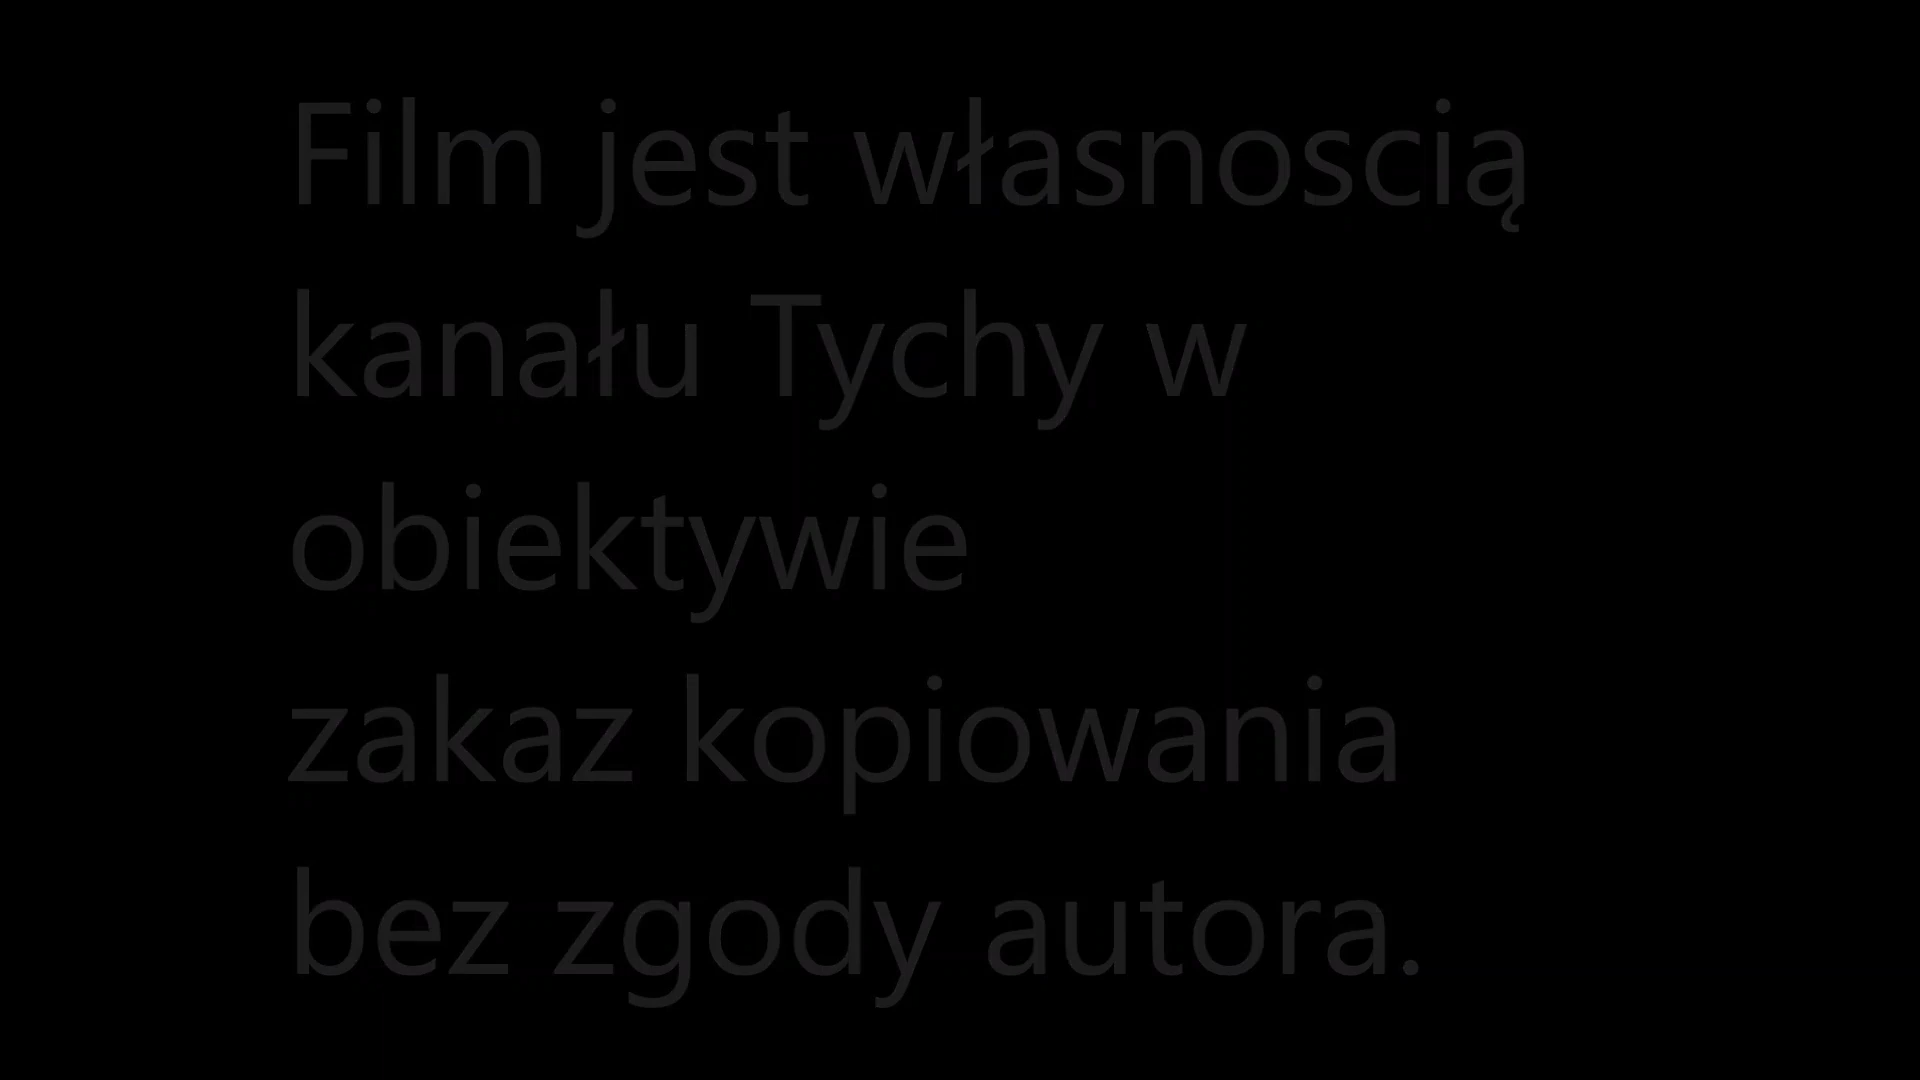 Film jest własnoscią
kanału Tychy w
obiektywie
zakaz kopiowania
bez zgody autora.